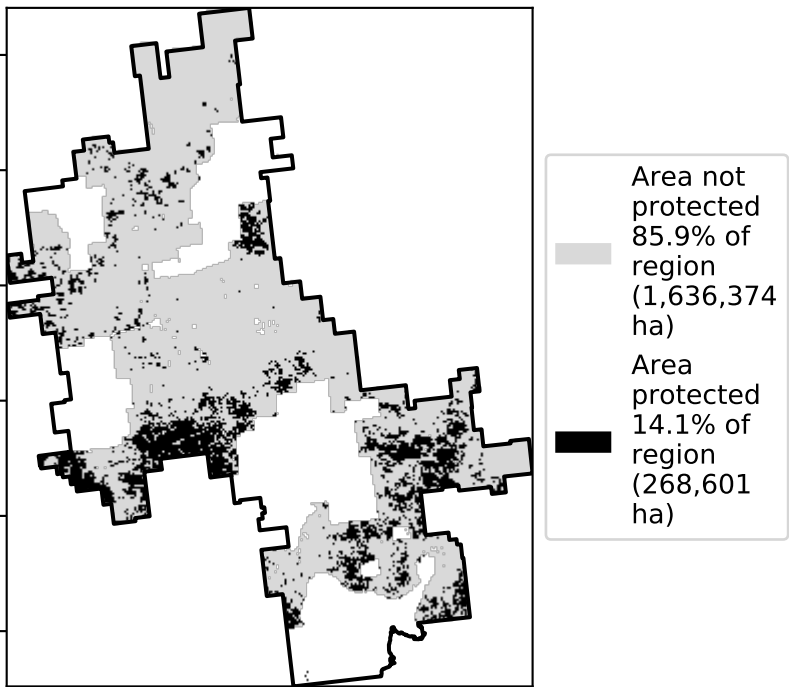 Area not
protected
85.9% of
region
(1,636,374
ha)
Area
protected
14.1% of
region
(268,601
ha)